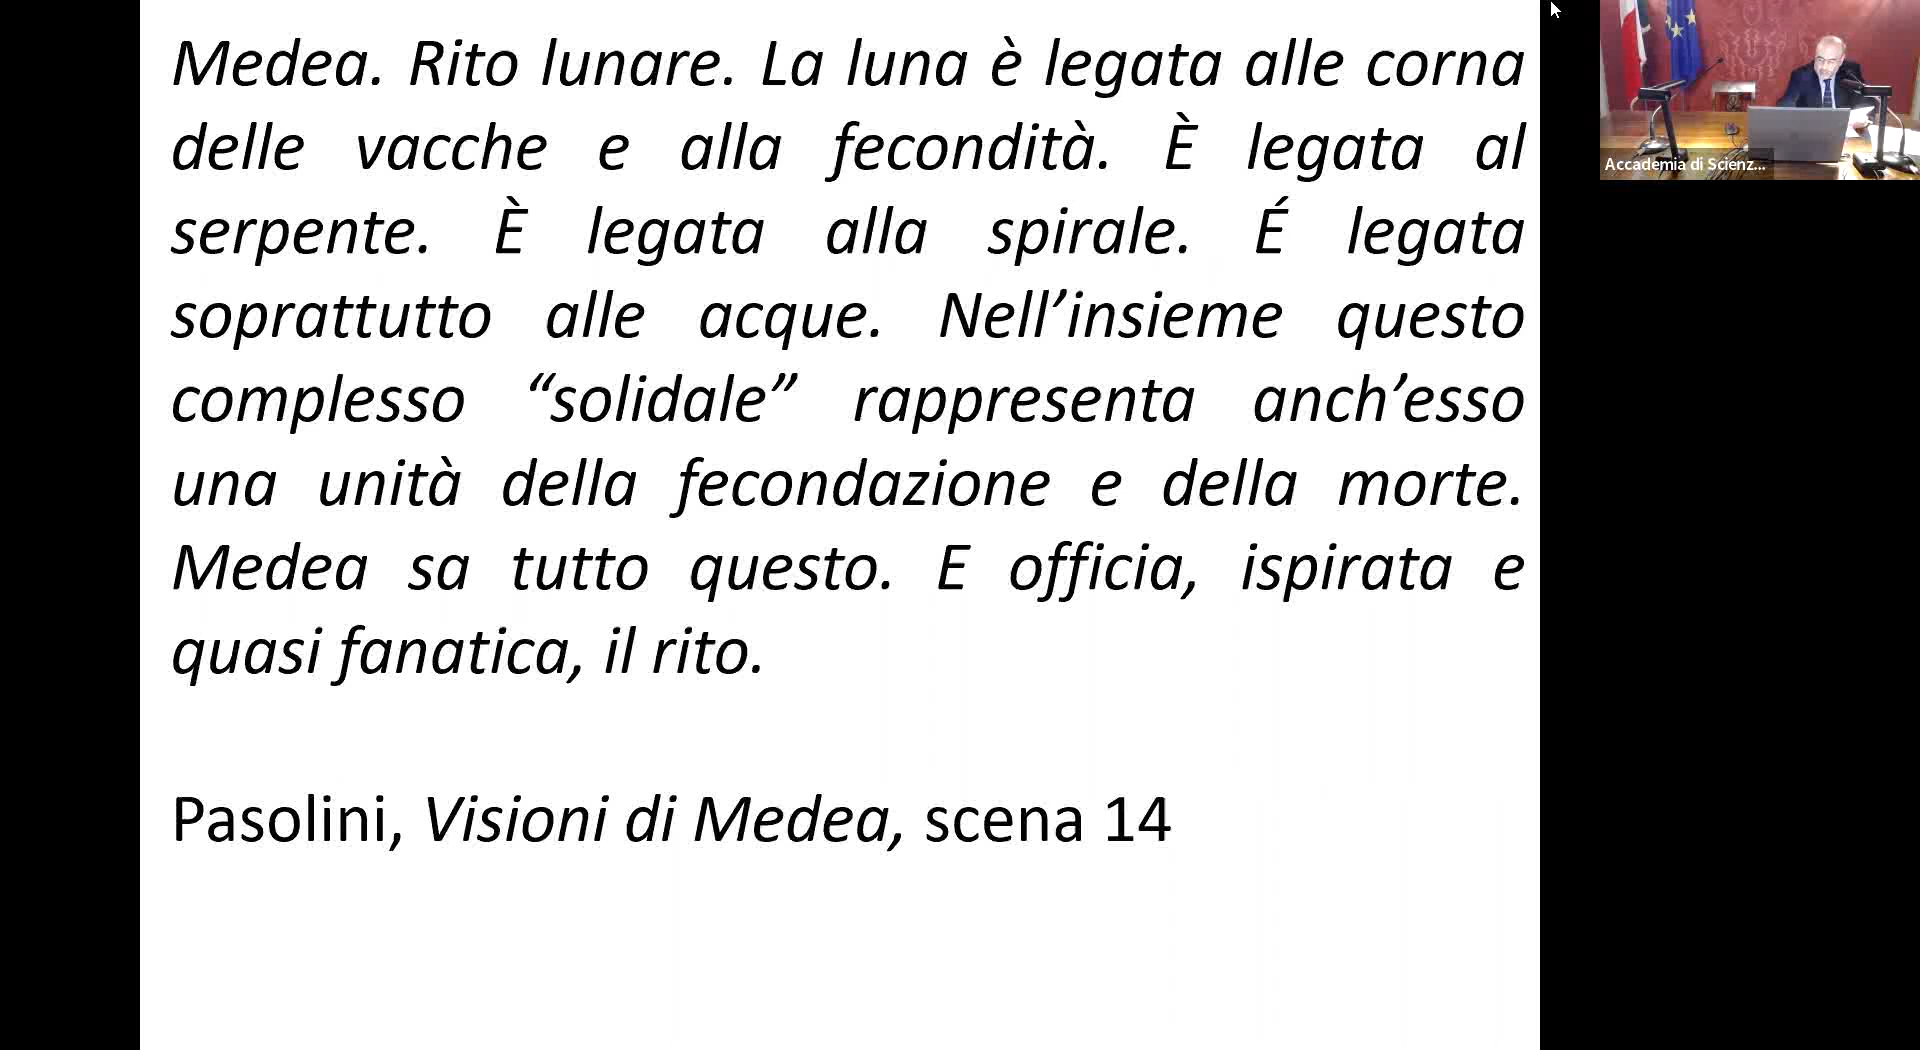 Medea. Rito lunare. La luna è legata alle corna
delle vacche e alla fecondità. È legata al
serpente. È legata alla spirale. É legata
soprattutto alle acque. Nell’insieme questo
complesso “solidale” rappresenta anch’esso
una unità della fecondazione e della morte.
Medea sa tutto questo. E officia, ispirata e
quasi fanatica, il rito.
Pasolini, Visioni di Medea, scena 14
Accademia di Scienz...